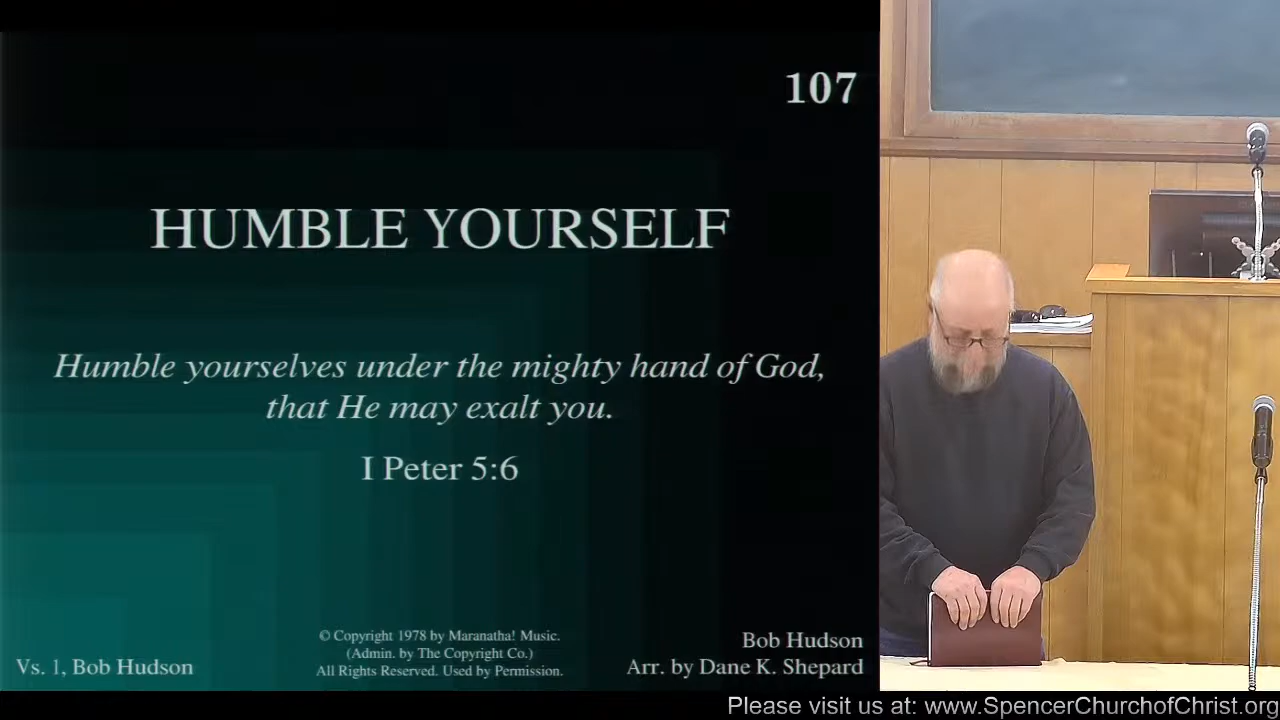 107
HUMBLE YOURSELF
Humble yourselves under the mighty hand of God,
that He may exalt you.
I Peter 5:6
© Copyright 1978 by Maranatha! Music.
(Admin. by The Copyright Co.)
All Rights Reserved. Used by Permission.
Vs. 1, Bob Hudson
Bob Hudson
Arr. by Dane K. Shepard
Please visit us at: www.SpencerChurchofChrist.org